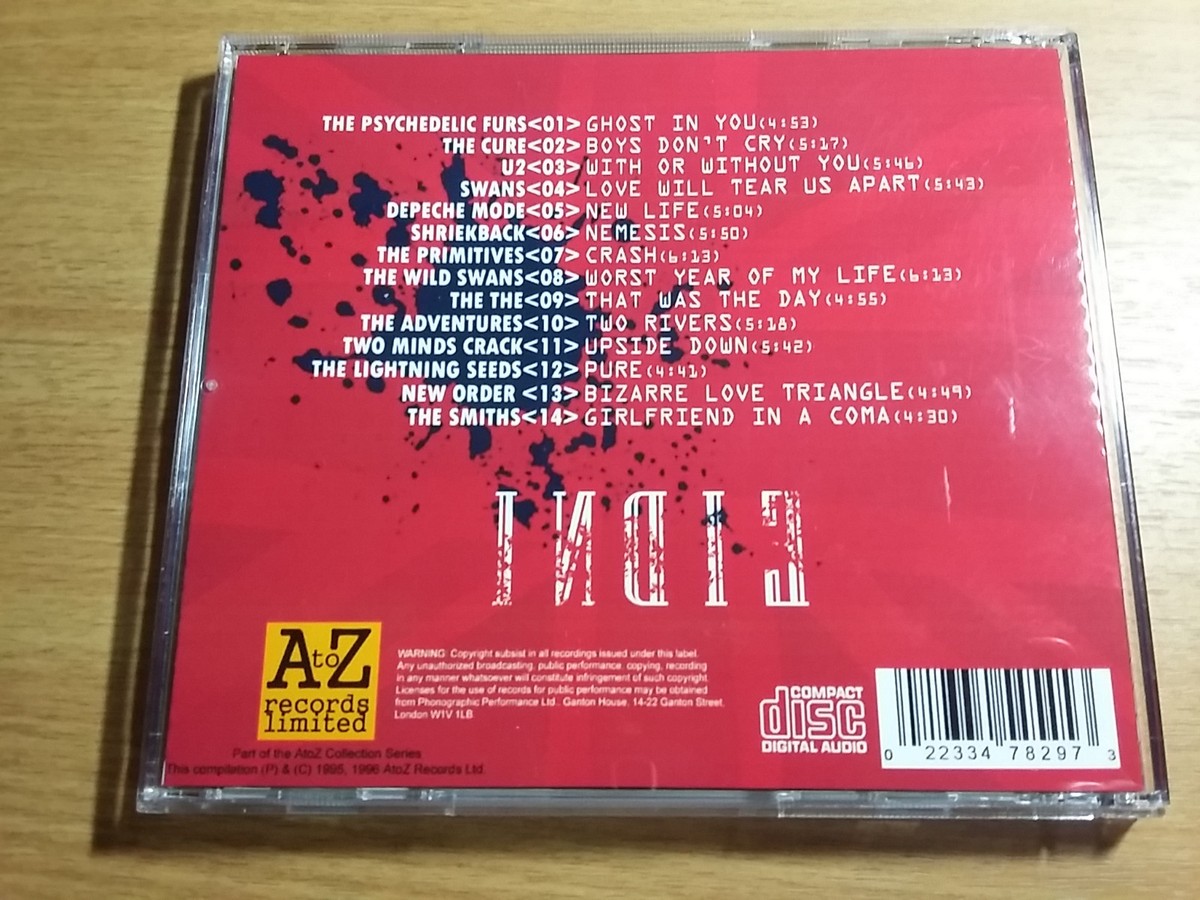 THE PSYCHEDELIC FURS<01> GHOST IN YOU(4:53)
THE CURE<02> BOYS DON'T CRY(5:17)
U2<03> WITH OR WITHOUT YOU(5:46)
SWANS<04> LOVE WILL TEAR US APART(5:43)
DEPECHE MODE<05> NEW LIFE(5:04)
SHRIEKBACK<06> NEMESIS(5:50)
THE PRIMITIVES<07> CRASH(6:13)
THE WILD SWANS<08> WORST YEAR OF MY LIFE(6:13)
THE THE<09> THAT WAS THE DAY(4:55)
THE ADVENTURES<10> TWO RIVERS(5:18)
TWO MINDS CRACK<11> UPSIDE DOWN(5:42)
THE LIGHTNING SEEDS<12> PURE(4:41)
NEW ORDER <13> BIZARRE LOVE TRIANGLE(4:49)
THE SMITHS<14> GIRLFRIEND IN A COMA(4:30)
INDIE
AtoZ
records
limited
WARNING: Copyright subsist in all recordings issued under this label.
Any unauthorized broadcasting, public performance, copying, recording
in any manner whatsoever will constitute infringement of such copyright.
Licenses for the use of records for public performance may be obtained
from Phonographic Performance Ltd., Ganton House, 14-22 Ganton Street,
London W1V 1LB
COMPACT
disc
DIGITAL AUDIO
0 22334 78297 3
Part of the AtoZ Collection Series
This compilation (P) & (C) 1995, 1996 AtoZ Records Ltd.